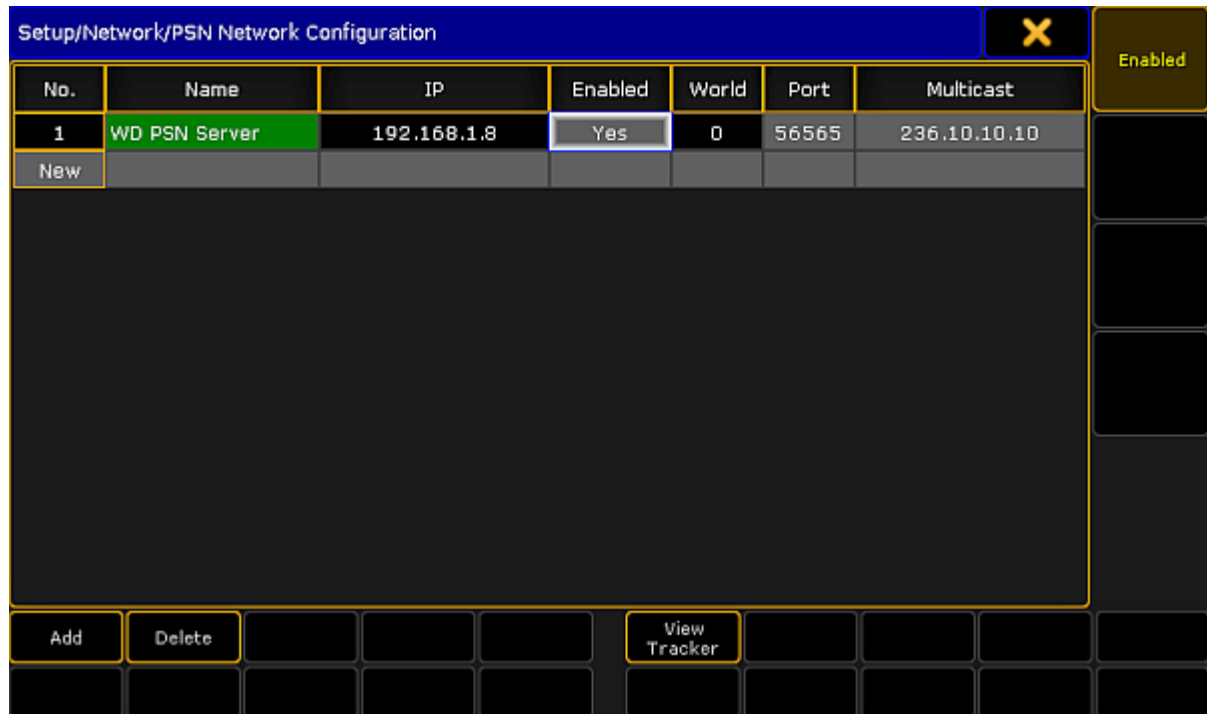 Setup/Network/PSN Network Configuration
Enabled
No. Name IP Enabled World Port Multicast
1 WD PSN Server 192.168.1.8 Yes 0 56565 236.10.10.10
New
Add Delete View
Tracker